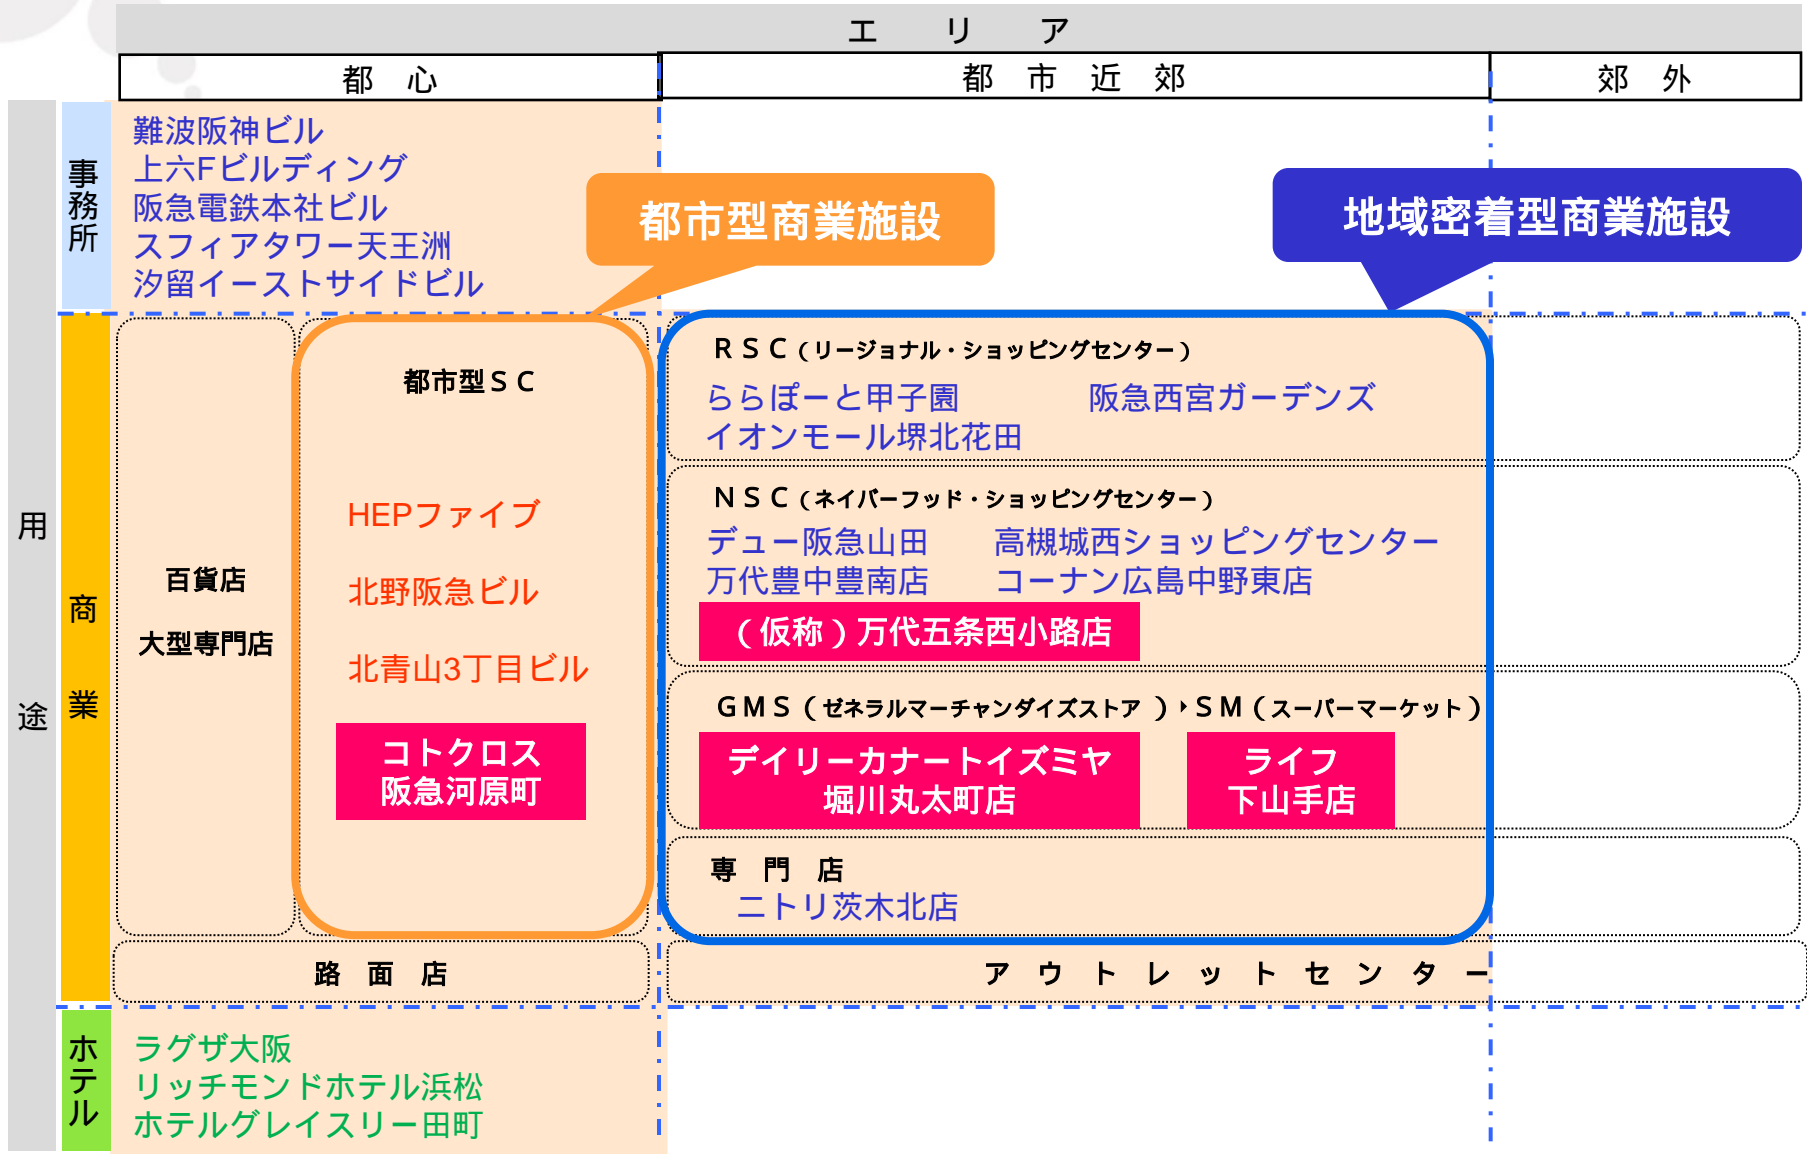 エ　リ　ア
都　心
都　市　近　郊
郊　外
用　途
事務所
難波阪神ビル
上六Fビルディング
阪急電鉄本社ビル
スフィアタワー天王洲
汐留イーストサイドビル
都市型商業施設
地域密着型商業施設
商　業
百貨店
大型専門店
都市型ＳＣ
HEPファイブ
北野阪急ビル
北青山3丁目ビル
コトクロス
阪急河原町
ＲＳＣ（リージョナル・ショッピングセンター）
ららぽーと甲子園　阪急西宮ガーデンズ
イオンモール堺北花田
ＮＳＣ（ネイバーフッド・ショッピングセンター）
デュー阪急山田　高槻城西ショッピングセンター
万代豊中豊南店　コーナン広島中野東店
（仮称）万代五条西小路店
ＧＭＳ（ゼネラルマーチャンダイズストア）・ＳＭ（スーパーマーケット）
デイリーカナートイズミヤ
堀川丸太町店
ライフ
下山手店
専　門　店
ニトリ茨木北店
路　面　店
ア　ウ　ト　レ　ッ　ト　セ　ン　タ　ー
ホテル
ラグザ大阪
リッチモンドホテル浜松
ホテルグレイスリー田町